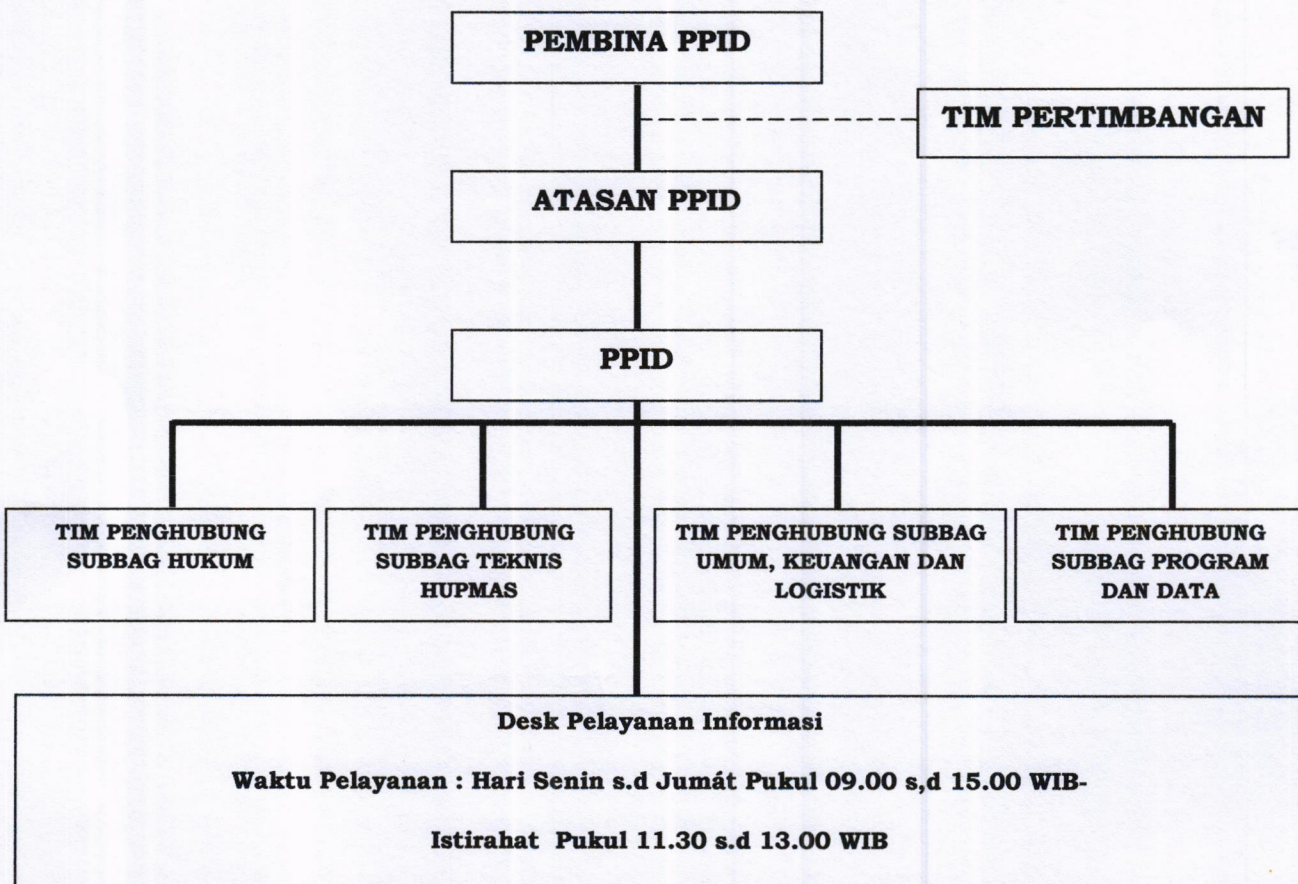 PEMBINA PPID
TIM PERTIMBANGAN
ATASAN PPID
PPID
TIM PENGHUBUNG
SUBBAG HUKUM
TIM PENGHUBUNG
SUBBAG TEKNIS
HUPMAS
TIM PENGHUBUNG SUBBAG
UMUM, KEUANGAN DAN
LOGISTIK
TIM PENGHUBUNG
SUBBAG PROGRAM
DAN DATA
Desk Pelayanan Informasi
Waktu Pelayanan : Hari Senin s.d Jumát Pukul 09.00 s,d 15.00 WIB-
Istirahat Pukul 11.30 s.d 13.00 WIB